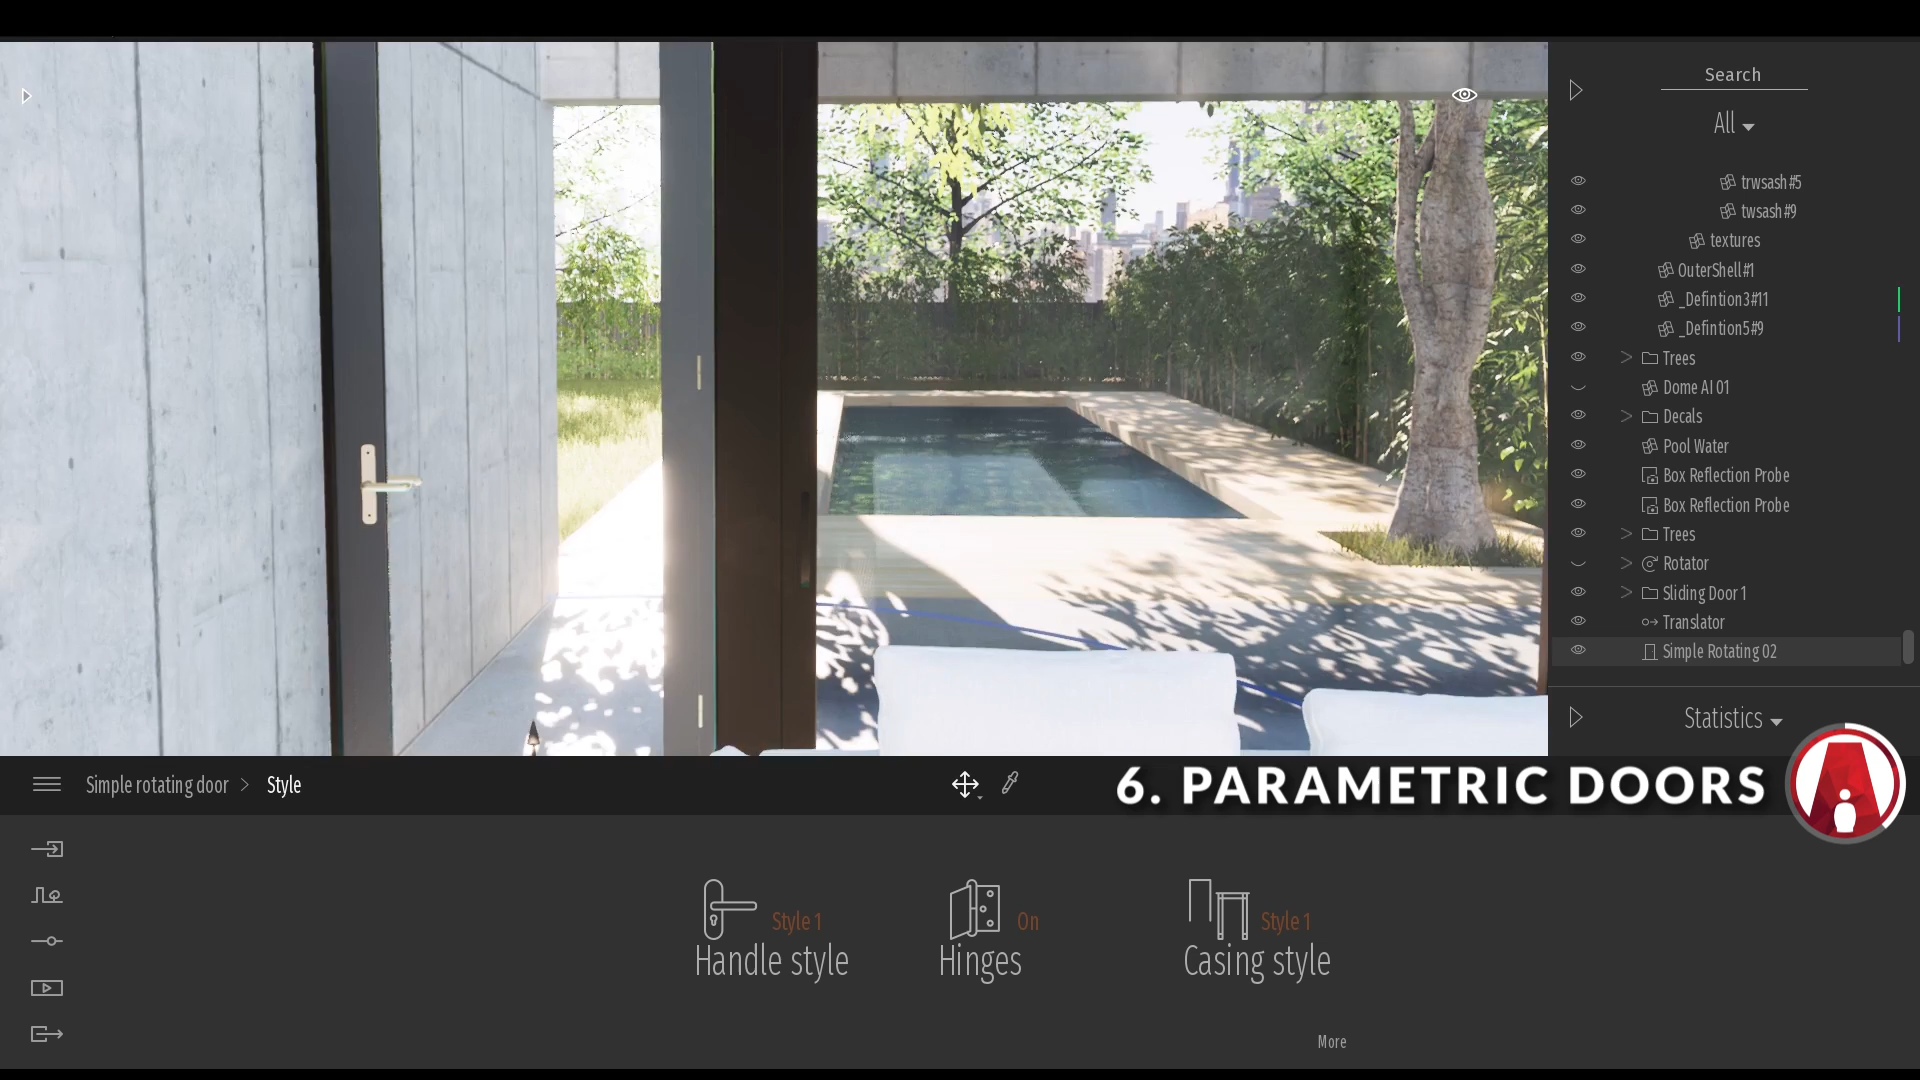 Search
All
trwsash#5
twsash#9
textures
OuterShell#1
_Defintion3#11
_Defintion5#9
Trees
Dome AI 01
Decals
Pool Water
Box Reflection Probe
Box Reflection Probe
Trees
Rotator
Sliding Door 1
Translator
Simple Rotating 02
Statistics
Simple rotating door > Style
6. PARAMETRIC DOORS
Style 1
Handle style
On
Hinges
Style 1
Casing style
More